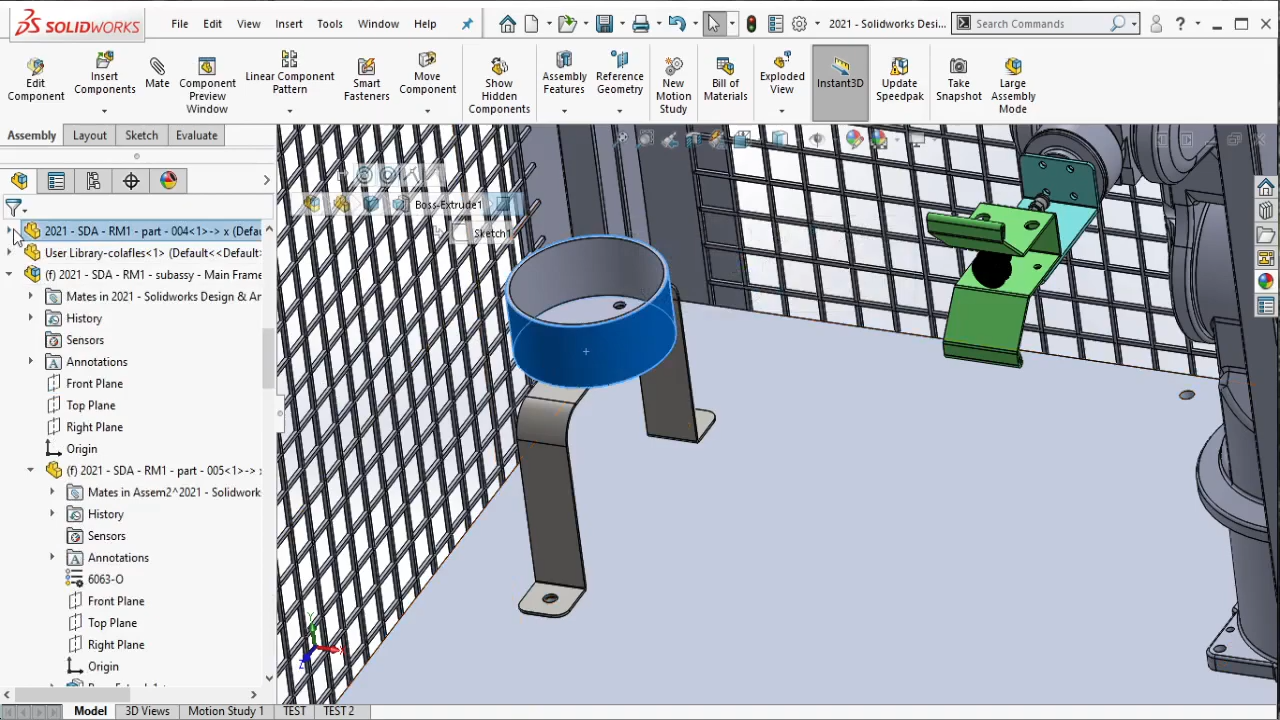 SOLIDWORKS
File Edit View Insert Tools Window Help
2021 - Solidworks Desi...
Search Commands
Edit Component
Insert Components
Mate
Component Preview Window
Linear Component Pattern
Smart Fasteners
Move Component
Show Hidden Components
Assembly Features
Reference Geometry
New Motion Study
Bill of Materials
Exploded View
Instant3D
Update Speedpak
Take Snapshot
Large Assembly Mode
Assembly Layout Sketch Evaluate
Boss-Extrude1
Sketch1
2021 - SDA - RM1 - part - 004<1>-> x (Defau
User Library-colafles<1> (Default<<Default>
(f) 2021 - SDA - RM1 - subassy - Main Frame
Mates in 2021 - Solidworks Design & An
History
Sensors
Annotations
Front Plane
Top Plane
Right Plane
Origin
(f) 2021 - SDA - RM1 - part - 005<1>-> x
Mates in Assem2^2021 - Solidwork
History
Sensors
Annotations
6063-O
Front Plane
Top Plane
Right Plane
Origin
Y
X
Z
Model 3D Views Motion Study 1 TEST TEST 2